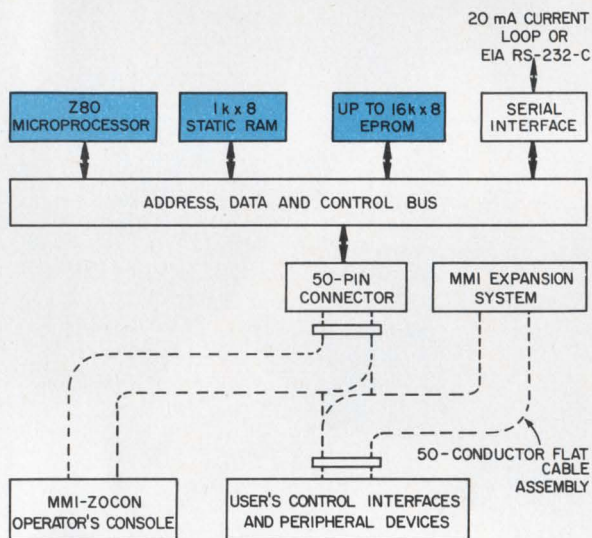 20 mA CURRENT
LOOP OR
EIA RS-232-C
Z80
MICROPROCESSOR
1k x 8
STATIC RAM
UP TO 16k x 8
EPROM
SERIAL
INTERFACE
ADDRESS, DATA AND CONTROL BUS
50-PIN
CONNECTOR
MMI EXPANSION
SYSTEM
50-CONDUCTOR FLAT
CABLE
ASSEMBLY
MMI-ZOCON
OPERATOR'S CONSOLE
USER'S CONTROL INTERFACES
AND PERIPHERAL DEVICES